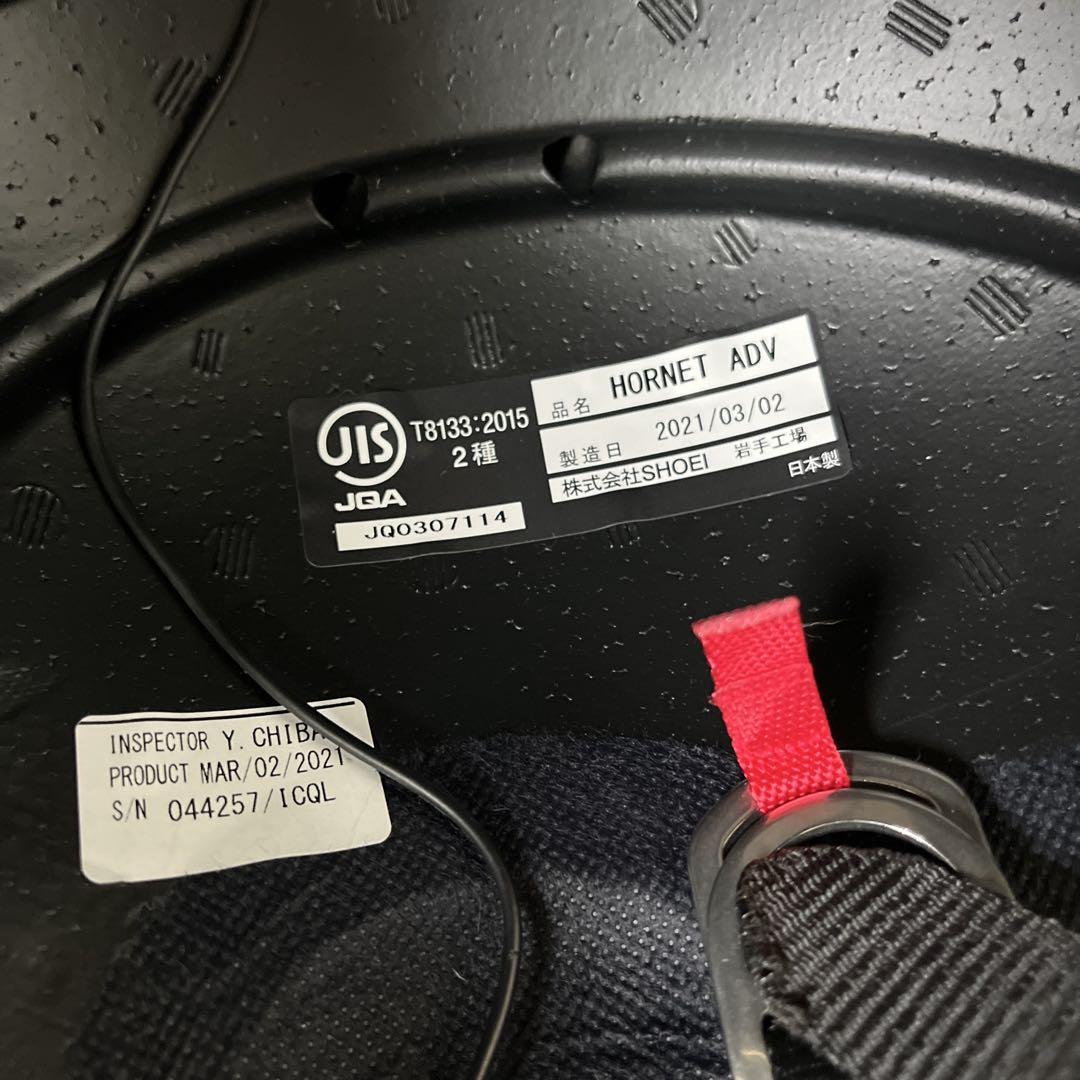 JIS
JQA
T8133:2015
2種
JQ0307114
品名 HORNET ADV
製造日 2021/03/02
株式会社SHOEI 岩手工場
日本製
INSPECTOR Y. CHIBA
PRODUCT MAR/02/2021
S/N 044257/ICQL